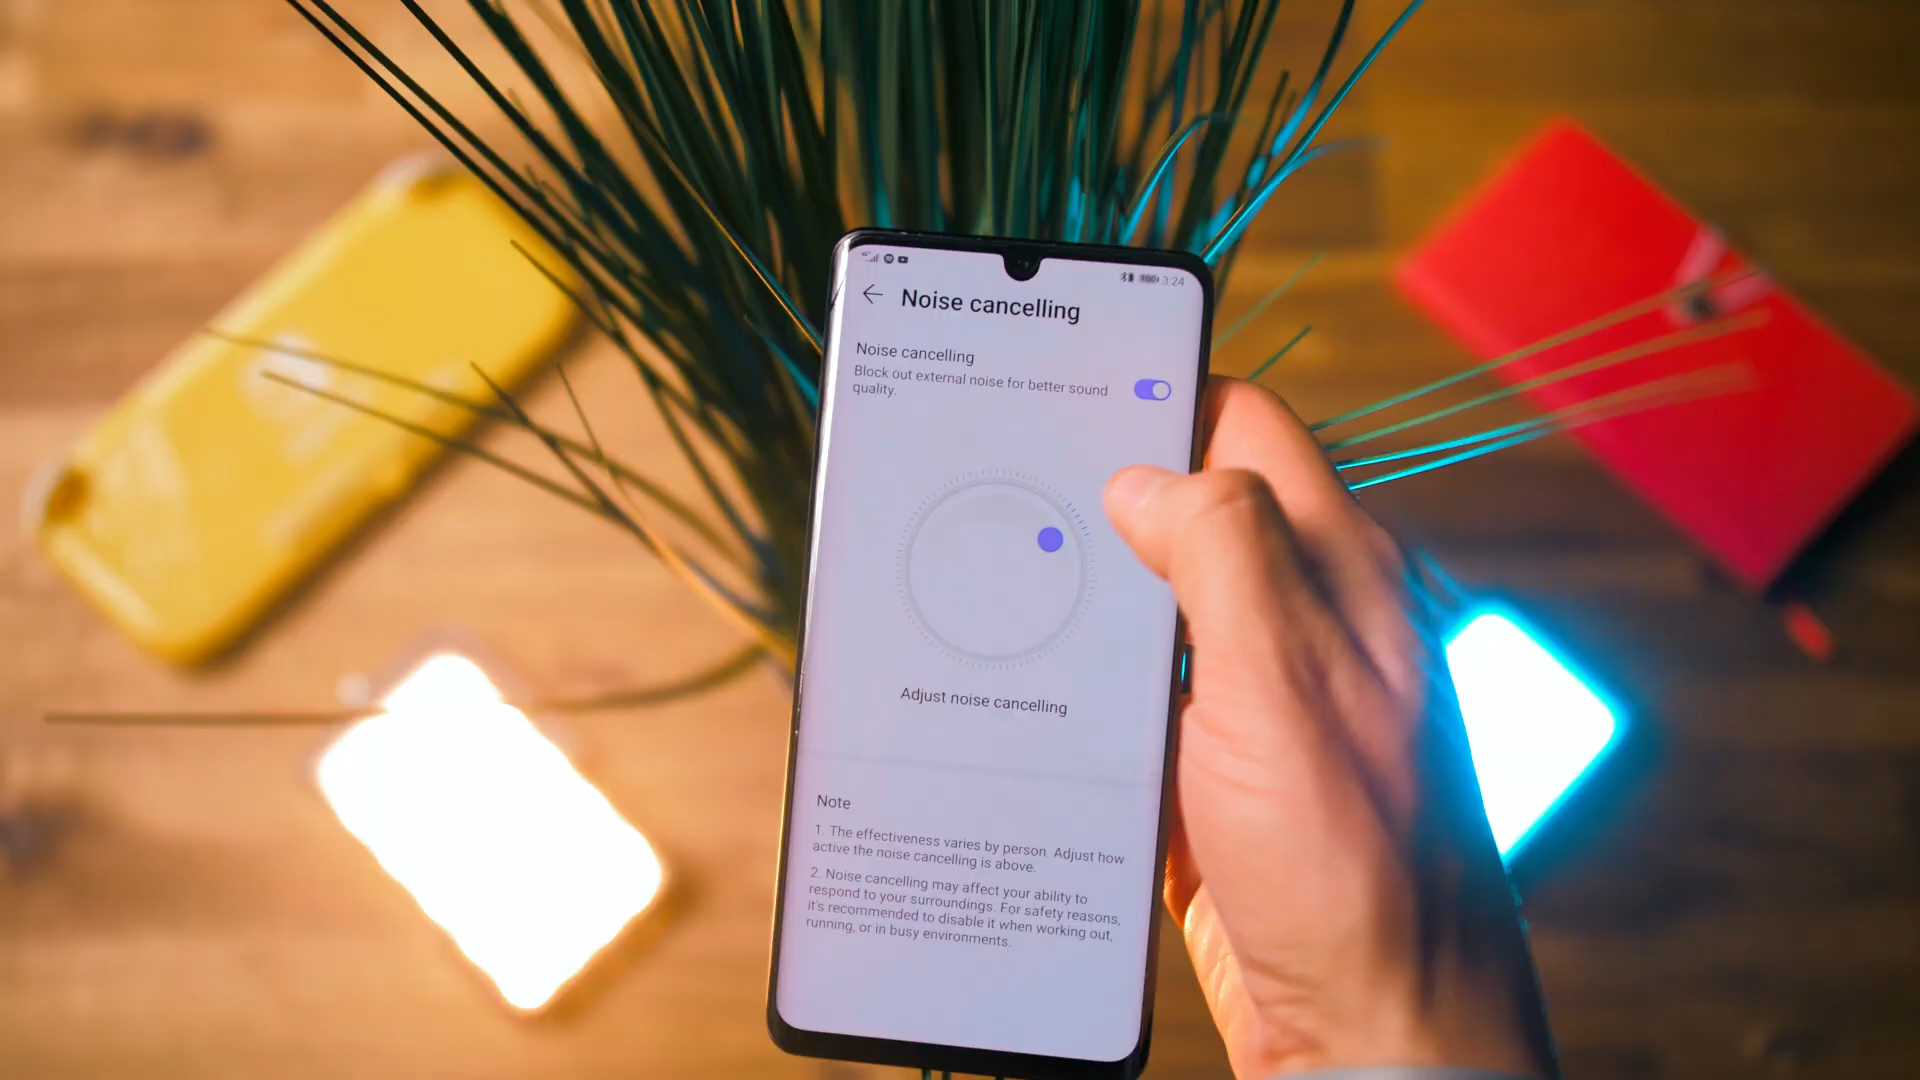 3:24
Noise cancelling
Noise cancelling
Block out external noise for better sound
quality.
Adjust noise cancelling
Note
1. The effectiveness varies by person. Adjust how
active the noise cancelling is above.
2. Noise cancelling may affect your ability to
respond to your surroundings. For safety reasons,
it's recommended to disable it when working out,
running, or in busy environments.